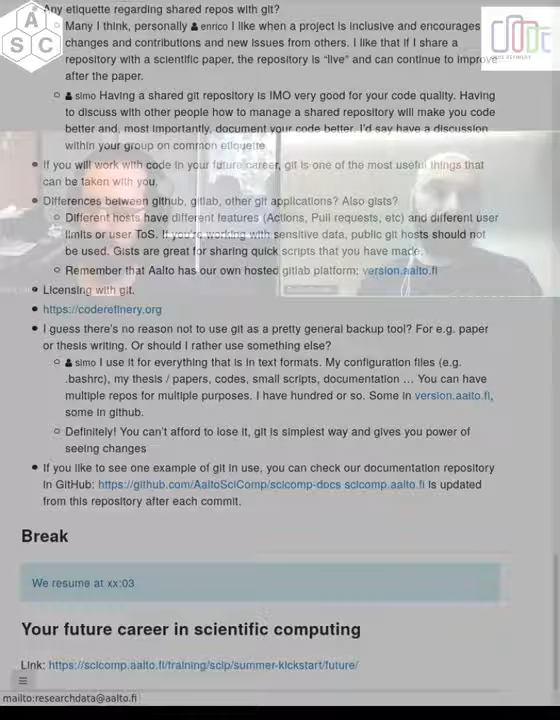 Any etiquette regarding shared repos with git?
Many I think, personally enrico I like when a project is inclusive and encourages
changes and contributions and new issues from others. I like that if I share a
repository with a scientific paper, the repository is “live” and can continue to improve
after the paper.
simo Having a shared git repository is IMO very good for your code quality. Having
to discuss with other people how to manage a shared repository will make you
better and, most importantly, document your code better. I'd say have a discussion
within your group on common etiquette
If you will work with code in your future career, git is one of the most useful things that
can be taken with you.
Differences between github, gitlab, other git applications? Also gists?
Different hosts have different features (Actions, Pull requests, etc) and different user
limits or user ToS. If you're working with sensitive data, public git hosts should not
be used. Gists are great for sharing quick scripts that you have made.
Remember that Aalto has our own hosted gitlab platform: version.aalto.fi
Licensing with git.
https://coderefinery.org
I guess there's no reason not to use git as a pretty general backup tool? For e.g. paper
or thesis writing. Or should I rather use something else?
simo I use it for everything that is in text formats. My configuration files (e.g.
.bashrc), my thesis / papers, codes, small scripts, documentation ... You can have
multiple repos for multiple purposes. I have hundred or so. Some in version.aalto.fi,
some in github.
Definitely! You can't afford to lose it, git is simplest way and gives you power of
seeing changes
If you like to see one example of git in use, you can check our documentation repository
in GitHub: https://github.com/AaltoSciComp/scicomp-docs scicomp.aalto.fi is updated
from this repository after each commit.
Break
We resume at xx:03
Your future career in scientific computing
Link: https://scicomp.aalto.fi/training/scip/summer-kickstart/future/
mailto:researchdata@aalto.fi
A
S
C